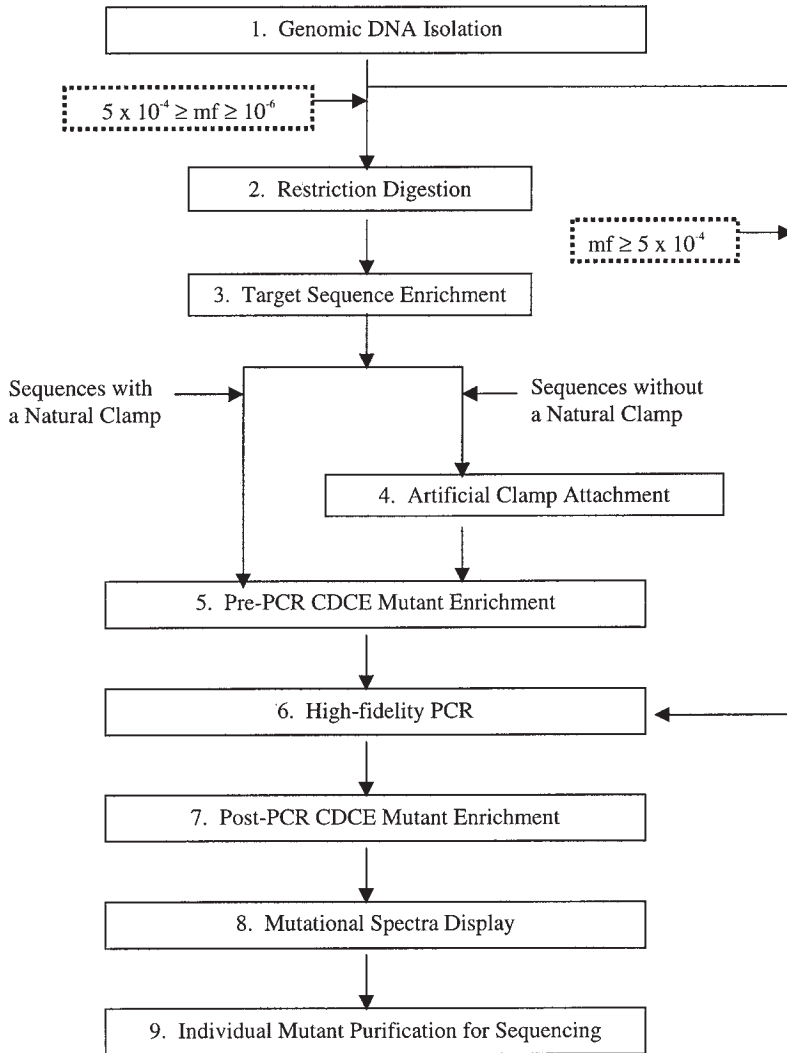 1. Genomic DNA Isolation
5 x 10⁻⁴ ≥ mf ≥ 10⁻⁶
2. Restriction Digestion
mf ≥ 5 x 10⁻⁴
3. Target Sequence Enrichment
Sequences with
a Natural Clamp
Sequences without
a Natural Clamp
4. Artificial Clamp Attachment
5. Pre-PCR CDCE Mutant Enrichment
6. High-fidelity PCR
7. Post-PCR CDCE Mutant Enrichment
8. Mutational Spectra Display
9. Individual Mutant Purification for Sequencing